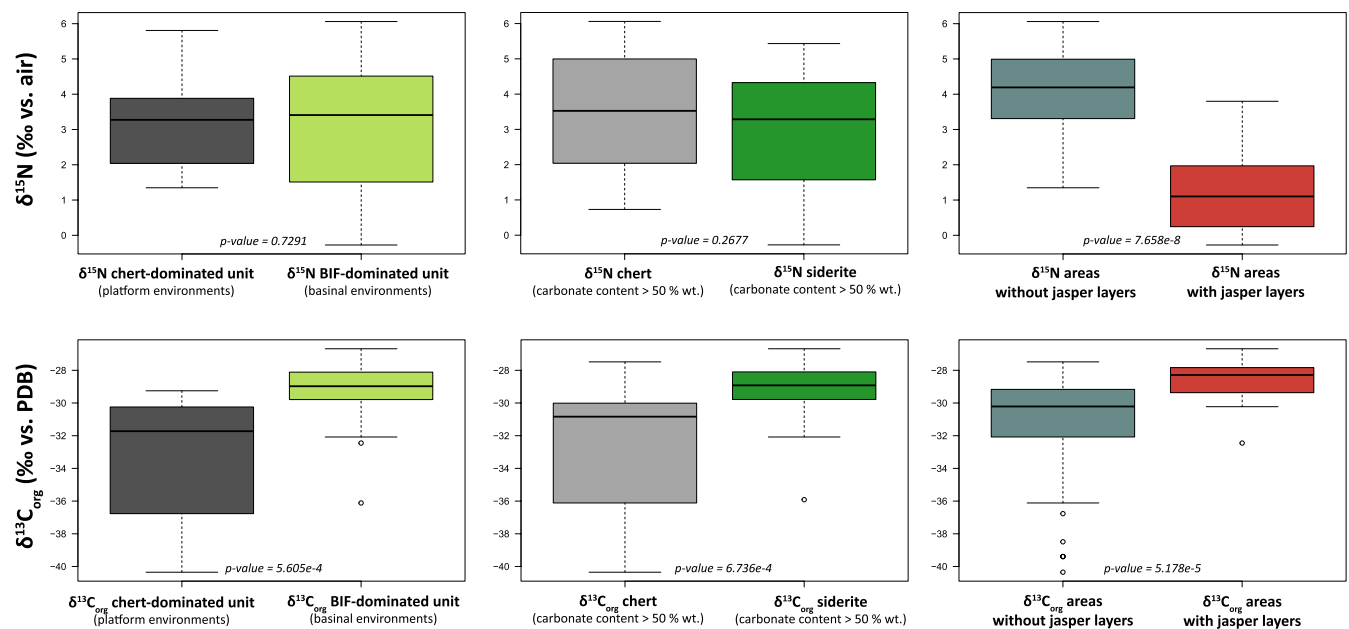 δ¹⁵N (‰ vs. air)
6
5
4
3
2
1
0
p-value = 0.7291
δ¹⁵N chert-dominated unit
(platform environments)
δ¹⁵N BIF-dominated unit
(basinal environments)
6
5
4
3
2
1
0
p-value = 0.2677
δ¹⁵N chert
(carbonate content > 50 % wt.)
δ¹⁵N siderite
(carbonate content > 50 % wt.)
6
5
4
3
2
1
0
p-value = 7.658e-8
δ¹⁵N areas
without jasper layers
δ¹⁵N areas
with jasper layers
δ¹³Corg (‰ vs. PDB)
−28
−30
−32
−34
−36
−38
−40
p-value = 5.605e-4
δ¹³Corg chert-dominated unit
(platform environments)
δ¹³Corg BIF-dominated unit
(basinal environments)
−28
−30
−32
−34
−36
−38
−40
p-value = 6.736e-4
δ¹³Corg chert
(carbonate content > 50 % wt.)
δ¹³Corg siderite
(carbonate content > 50 % wt.)
−28
−30
−32
−34
−36
−38
−40
p-value = 5.178e-5
δ¹³Corg areas
without jasper layers
δ¹³Corg areas
with jasper layers